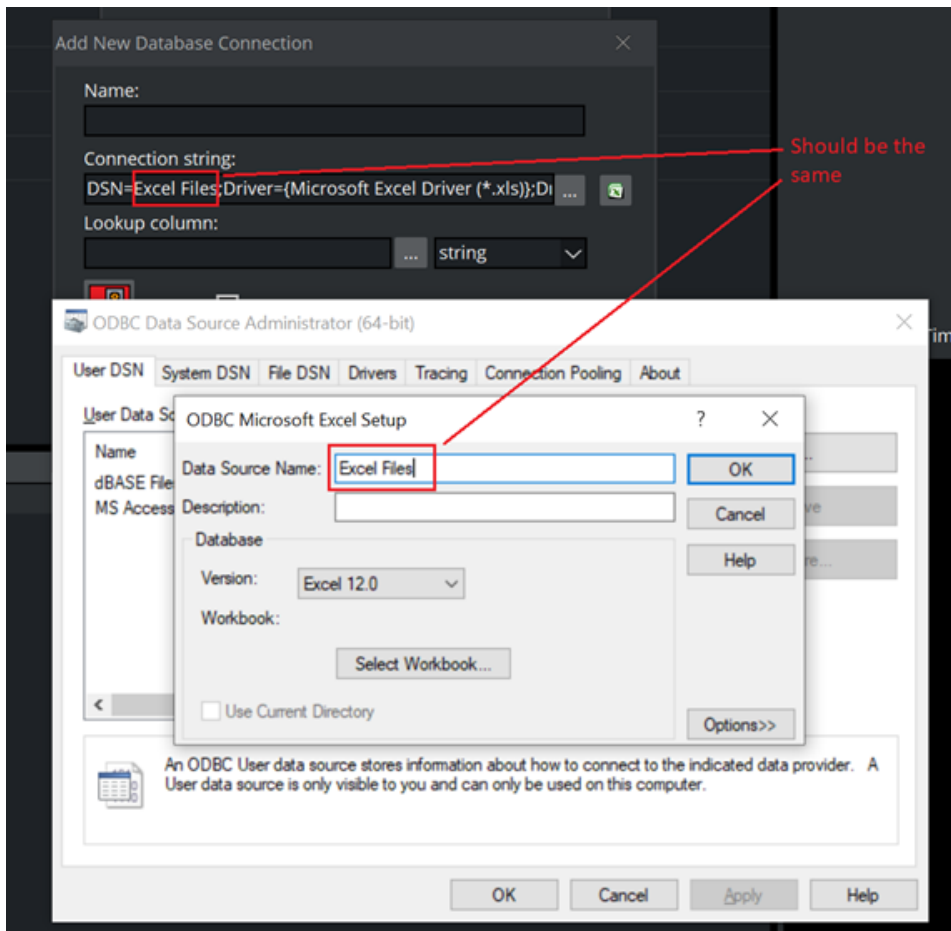 Add New Database Connection
Name:
Connection string:
DSN=Excel Files;Driver={Microsoft Excel Driver (*.xls)};
...
Lookup column:
...
string
Should be the
same
ODBC Data Source Administrator (64-bit)
User DSN System DSN File DSN Drivers Tracing Connection Pooling About
User Data
Name
dBASE
MS
ODBC Microsoft Excel Setup
?
Data Source Name: Excel Files
OK
Description:
Cancel
Database
Help
Version: Excel 12.0
Workbook:
Select Workbook...
Use Current Directory
Options>>
An ODBC User data source stores information about how to connect to the indicated data provider. A
User data source is only visible to you and can only be used on this computer.
OK Cancel Apply Help